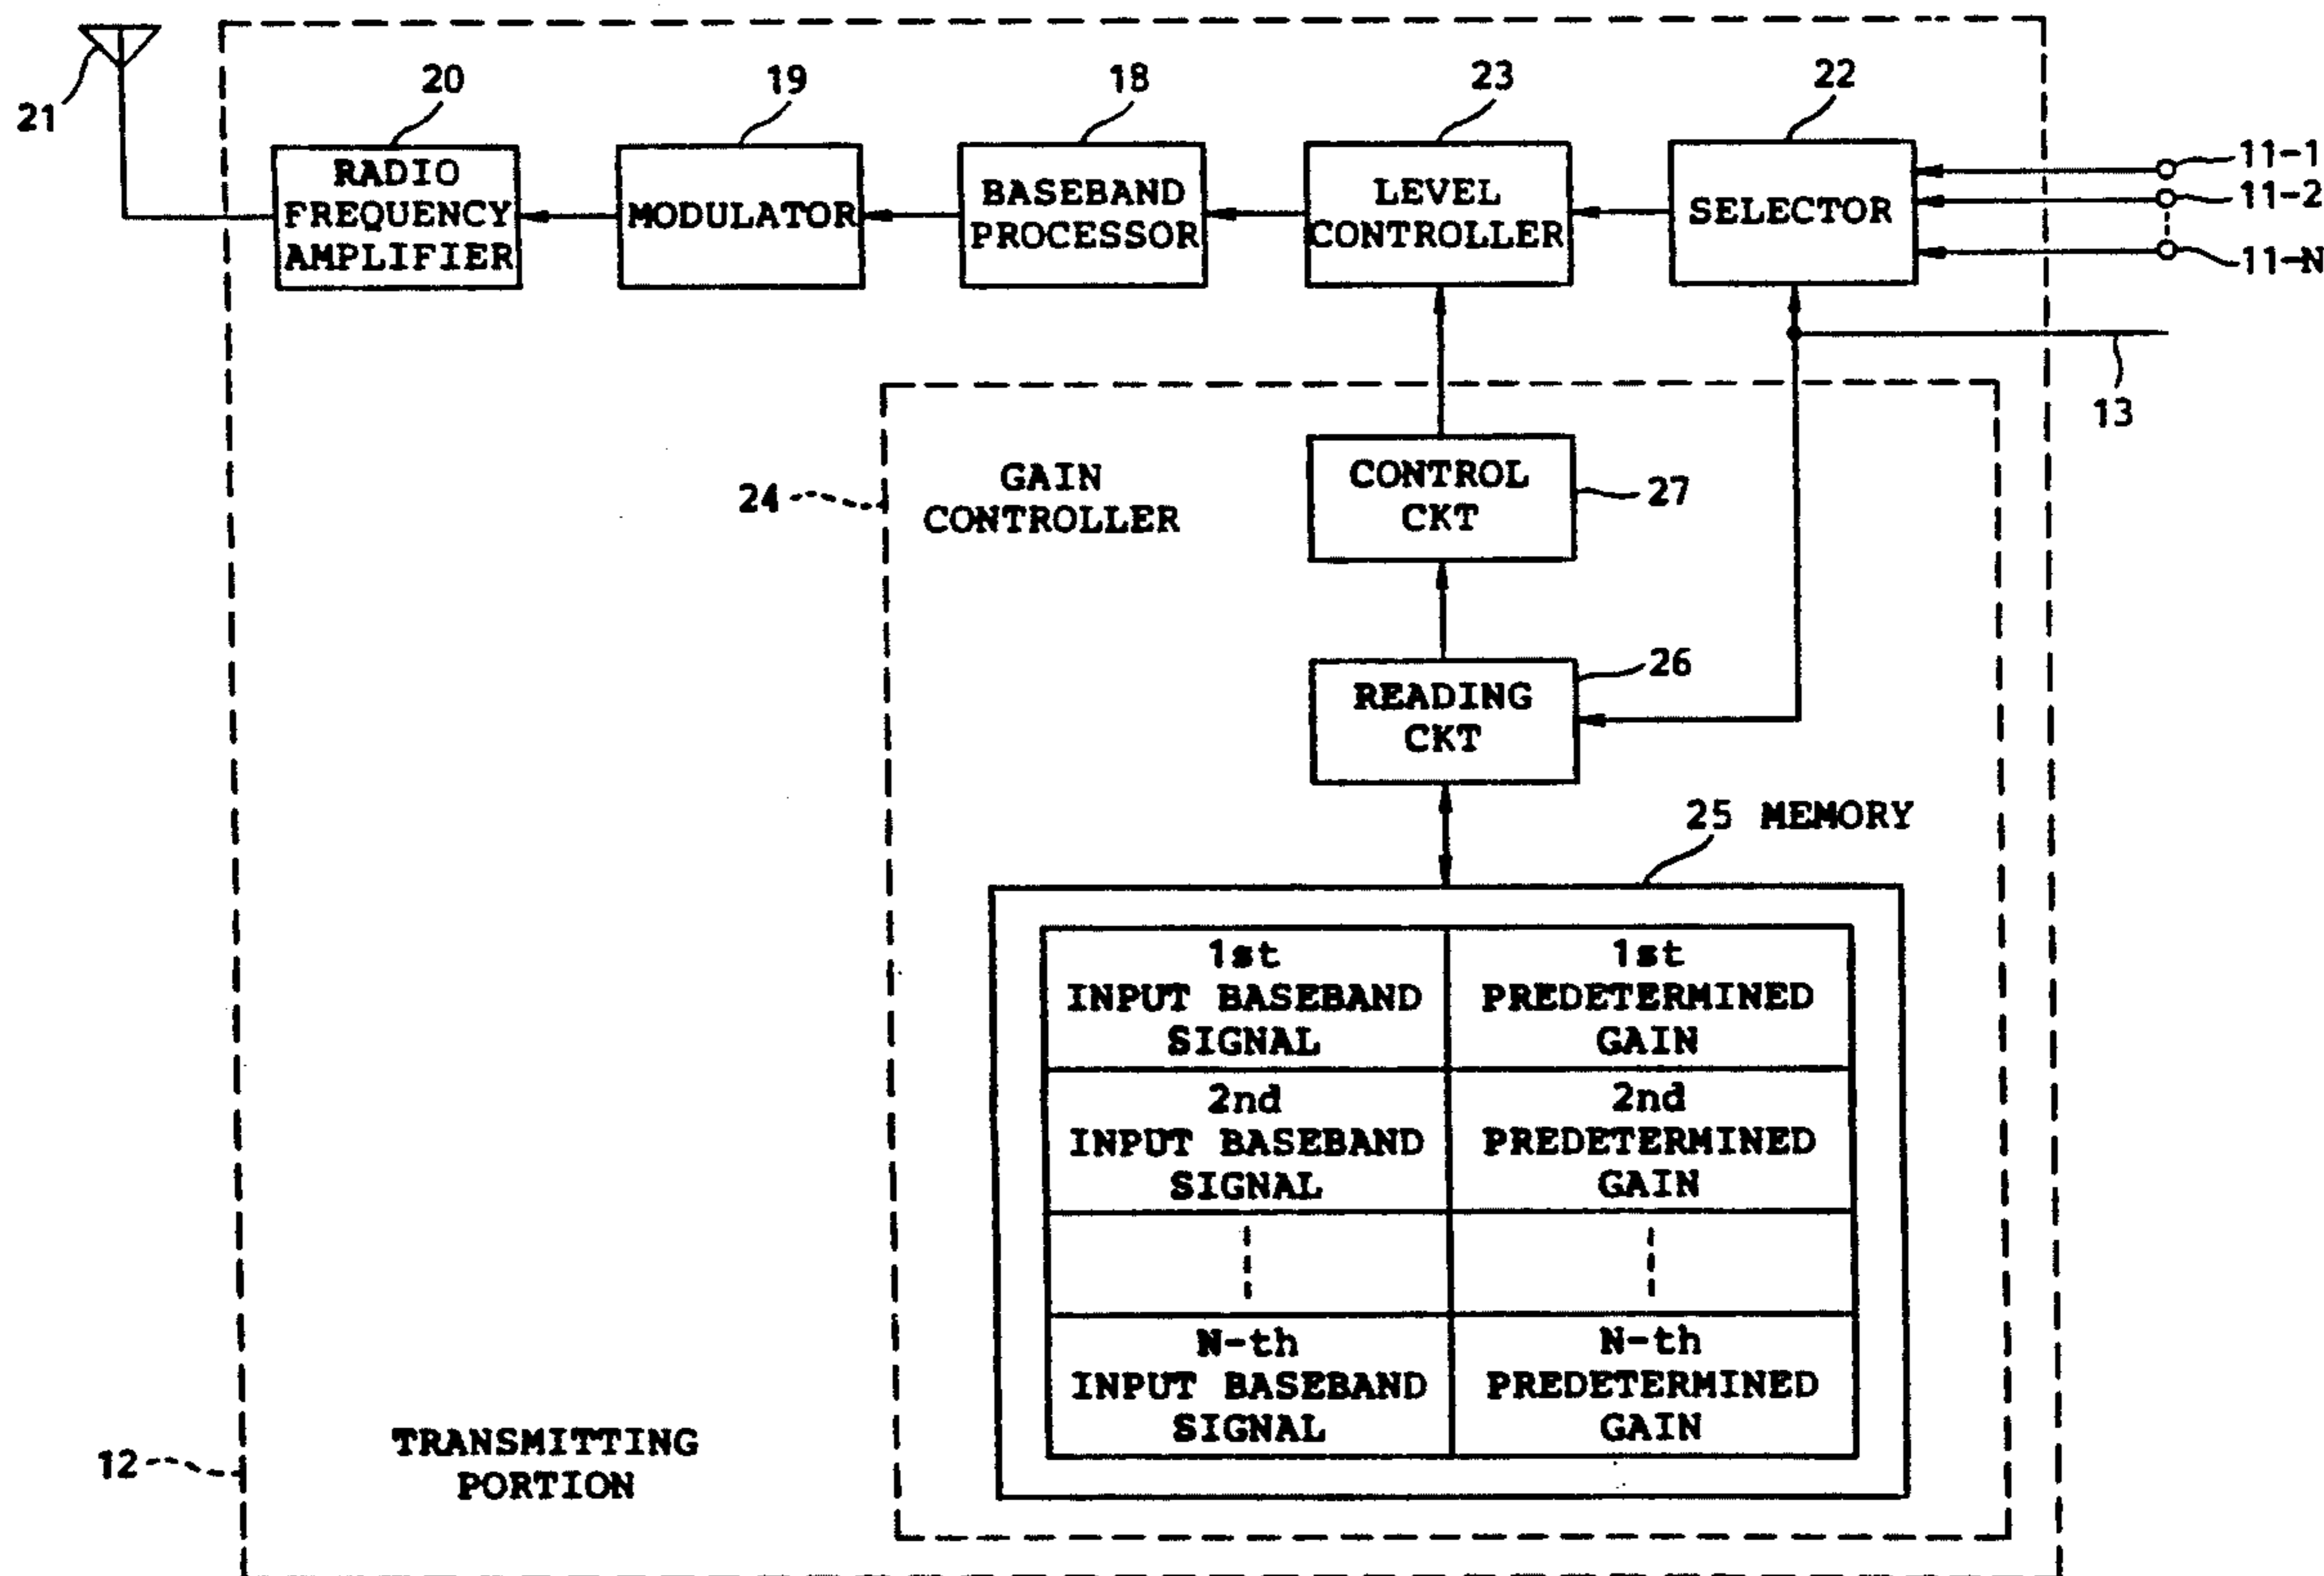 21
20
19
18
23
22
RADIO
FREQUENCY
AMPLIFIER
MODULATOR
BASEBAND
PROCESSOR
LEVEL
CONTROLLER
SELECTOR
11-1
11-2
11-N
13
24
GAIN
CONTROLLER
CONTROL
CKT
27
READING
CKT
26
25 MEMORY
1st
INPUT BASEBAND
SIGNAL
1st
PREDETERMINED
GAIN
2nd
INPUT BASEBAND
SIGNAL
2nd
PREDETERMINED
GAIN
N-th
INPUT BASEBAND
SIGNAL
N-th
PREDETERMINED
GAIN
12
TRANSMITTING
PORTION